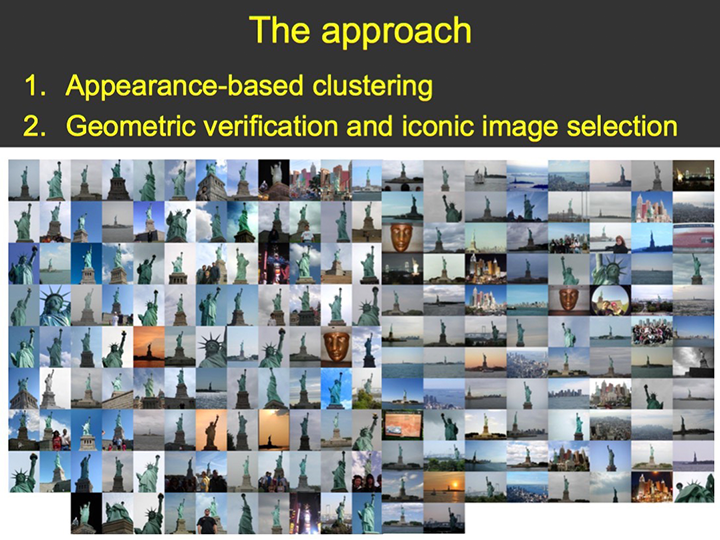 The approach
1. Appearance-based clustering
2. Geometric verification and iconic image selection